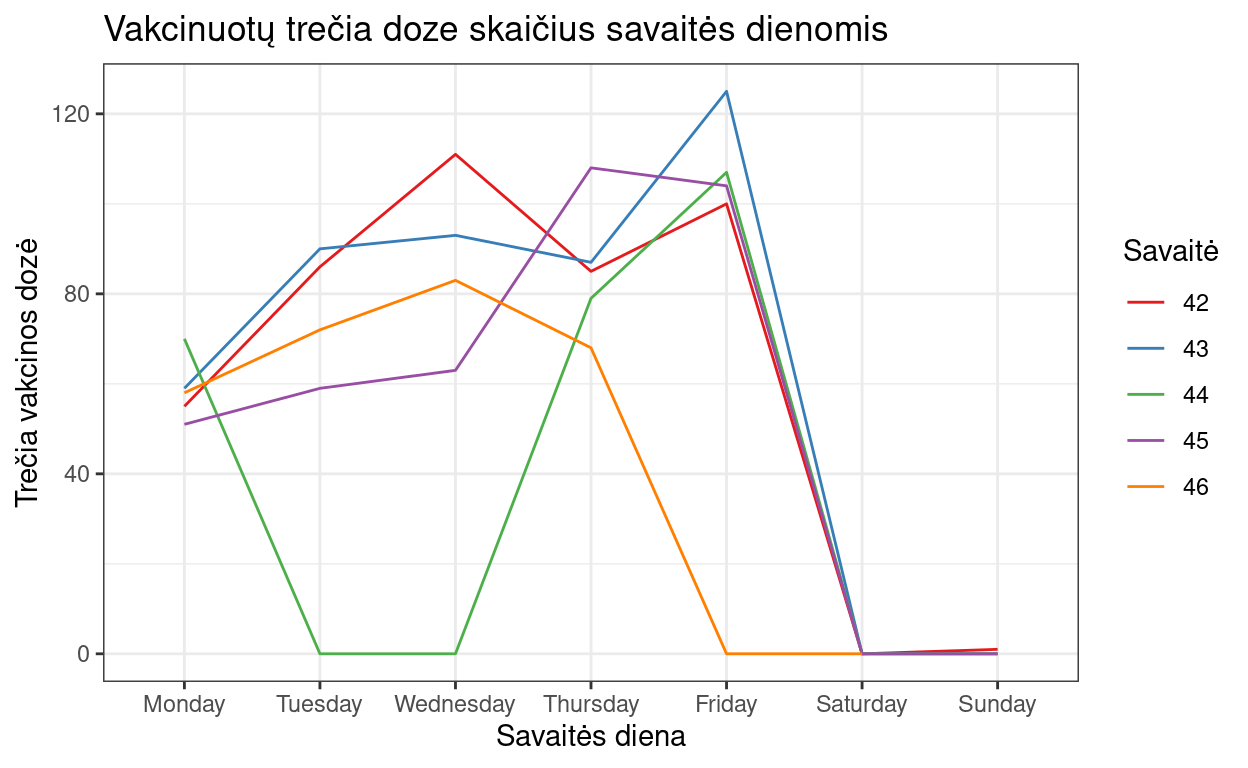 Vakcinuotų trečia doze skaičius savaitės dienomis
Trečia vakcinos dozė
120
80
40
0
Monday Tuesday Wednesday Thursday Friday Saturday Sunday
Savaitės diena
Savaitė
42
43
44
45
46